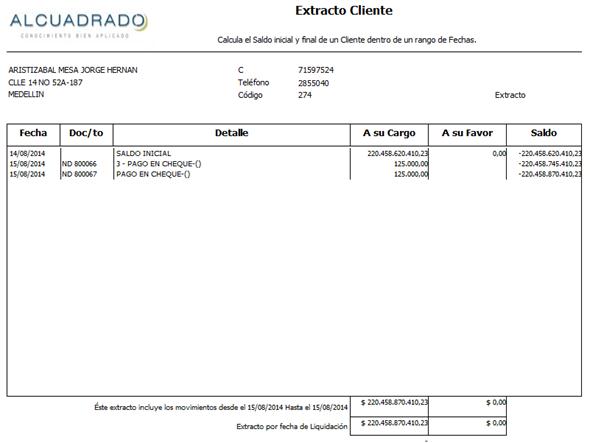 Extracto Cliente
ALCUADRADO
CONOCIMIENTO BIEN APLICADO
Calcula el Saldo inicial y final de un Cliente dentro de un rango de Fechas.
ARISTIZABAL MESA JORGE HERNAN C 71597524
CLLE 14 NO 52A-187 Teléfono 2855040
MEDELLIN Código 274 Extracto
Fecha Doc/to Detalle A su Cargo A su Favor Saldo
14/08/2014 SALDO INICIAL 220.458.620.410,23 0,00 -220.458.620.410,23
15/08/2014 ND 800066 3 - PAGO EN CHEQUE-() 125.000,00 -220.458.745.410,23
15/08/2014 ND 800067 PAGO EN CHEQUE-() 125.000,00 -220.458.870.410,23
Éste extracto incluye los movimientos desde el 15/08/2014 Hasta el 15/08/2014 $ 220.458.870.410,23 $ 0,00
Extracto por fecha de Liquidación $ 220.458.870.410,23 $ 0,00